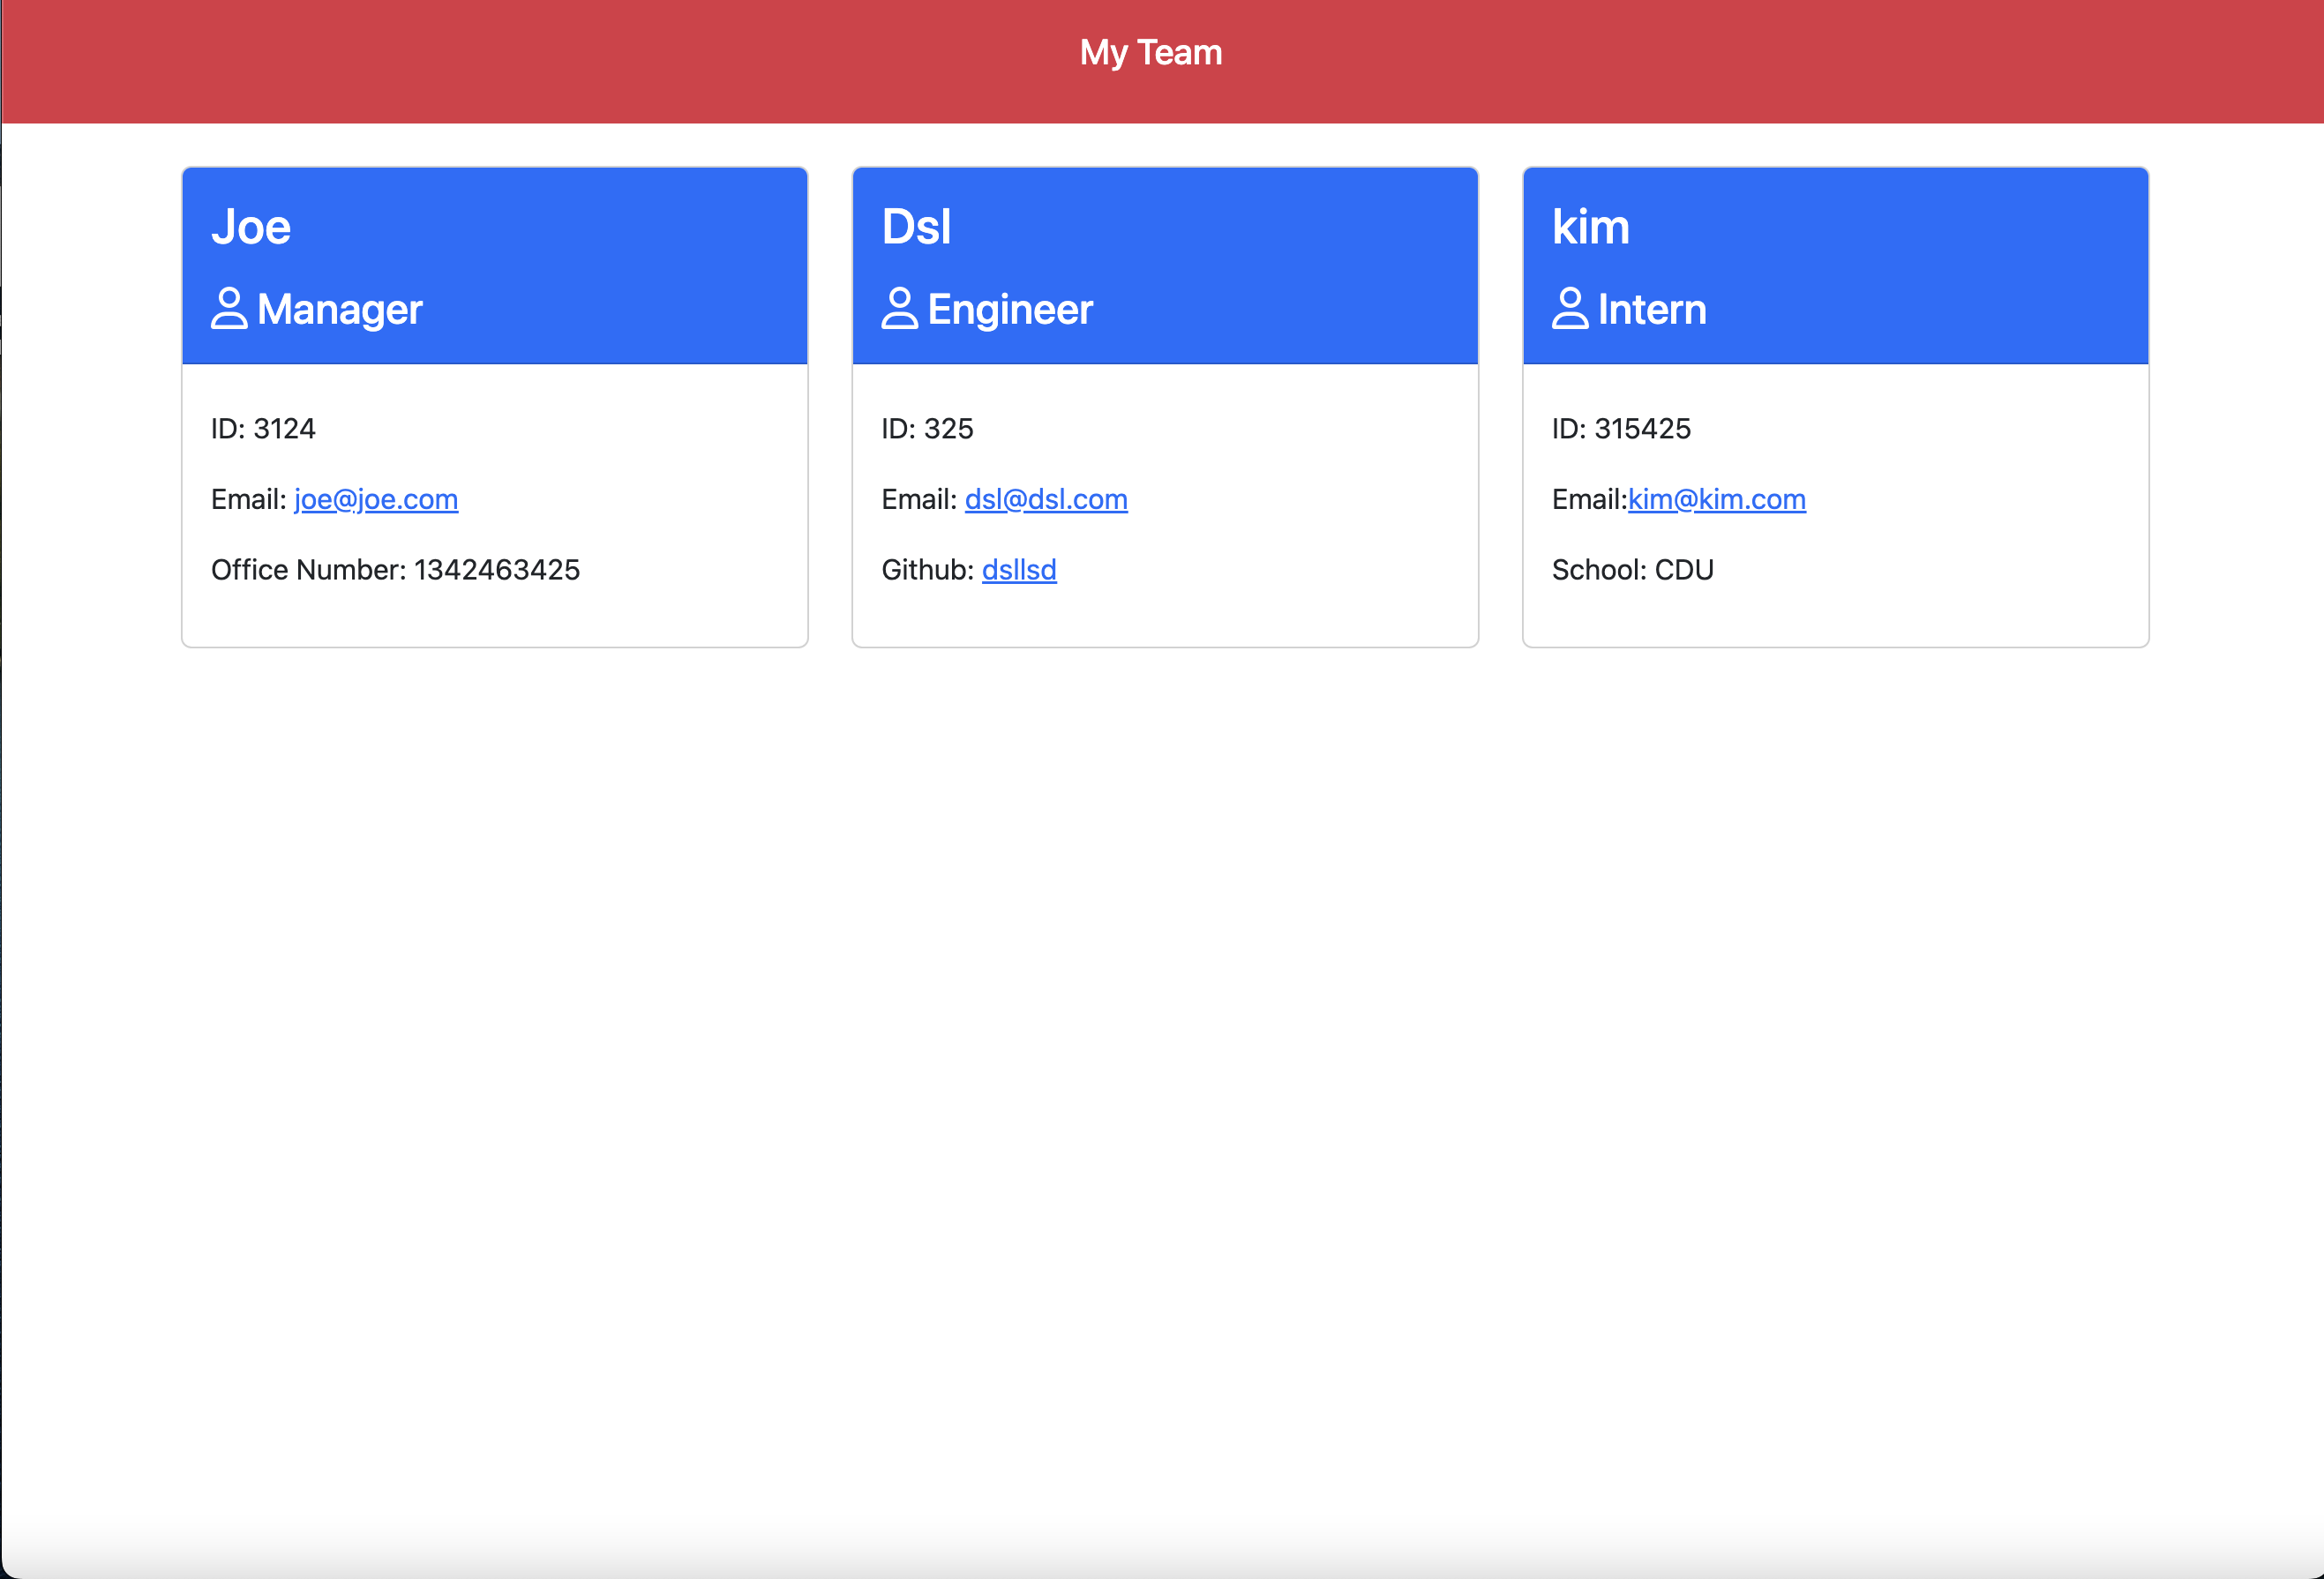 My Team
Joe
Manager
ID: 3124
Email: joe@joe.com
Office Number: 1342463425
Dsl
Engineer
ID: 325
Email: dsl@dsl.com
Github: dsllsd
kim
Intern
ID: 315425
Email:kim@kim.com
School: CDU